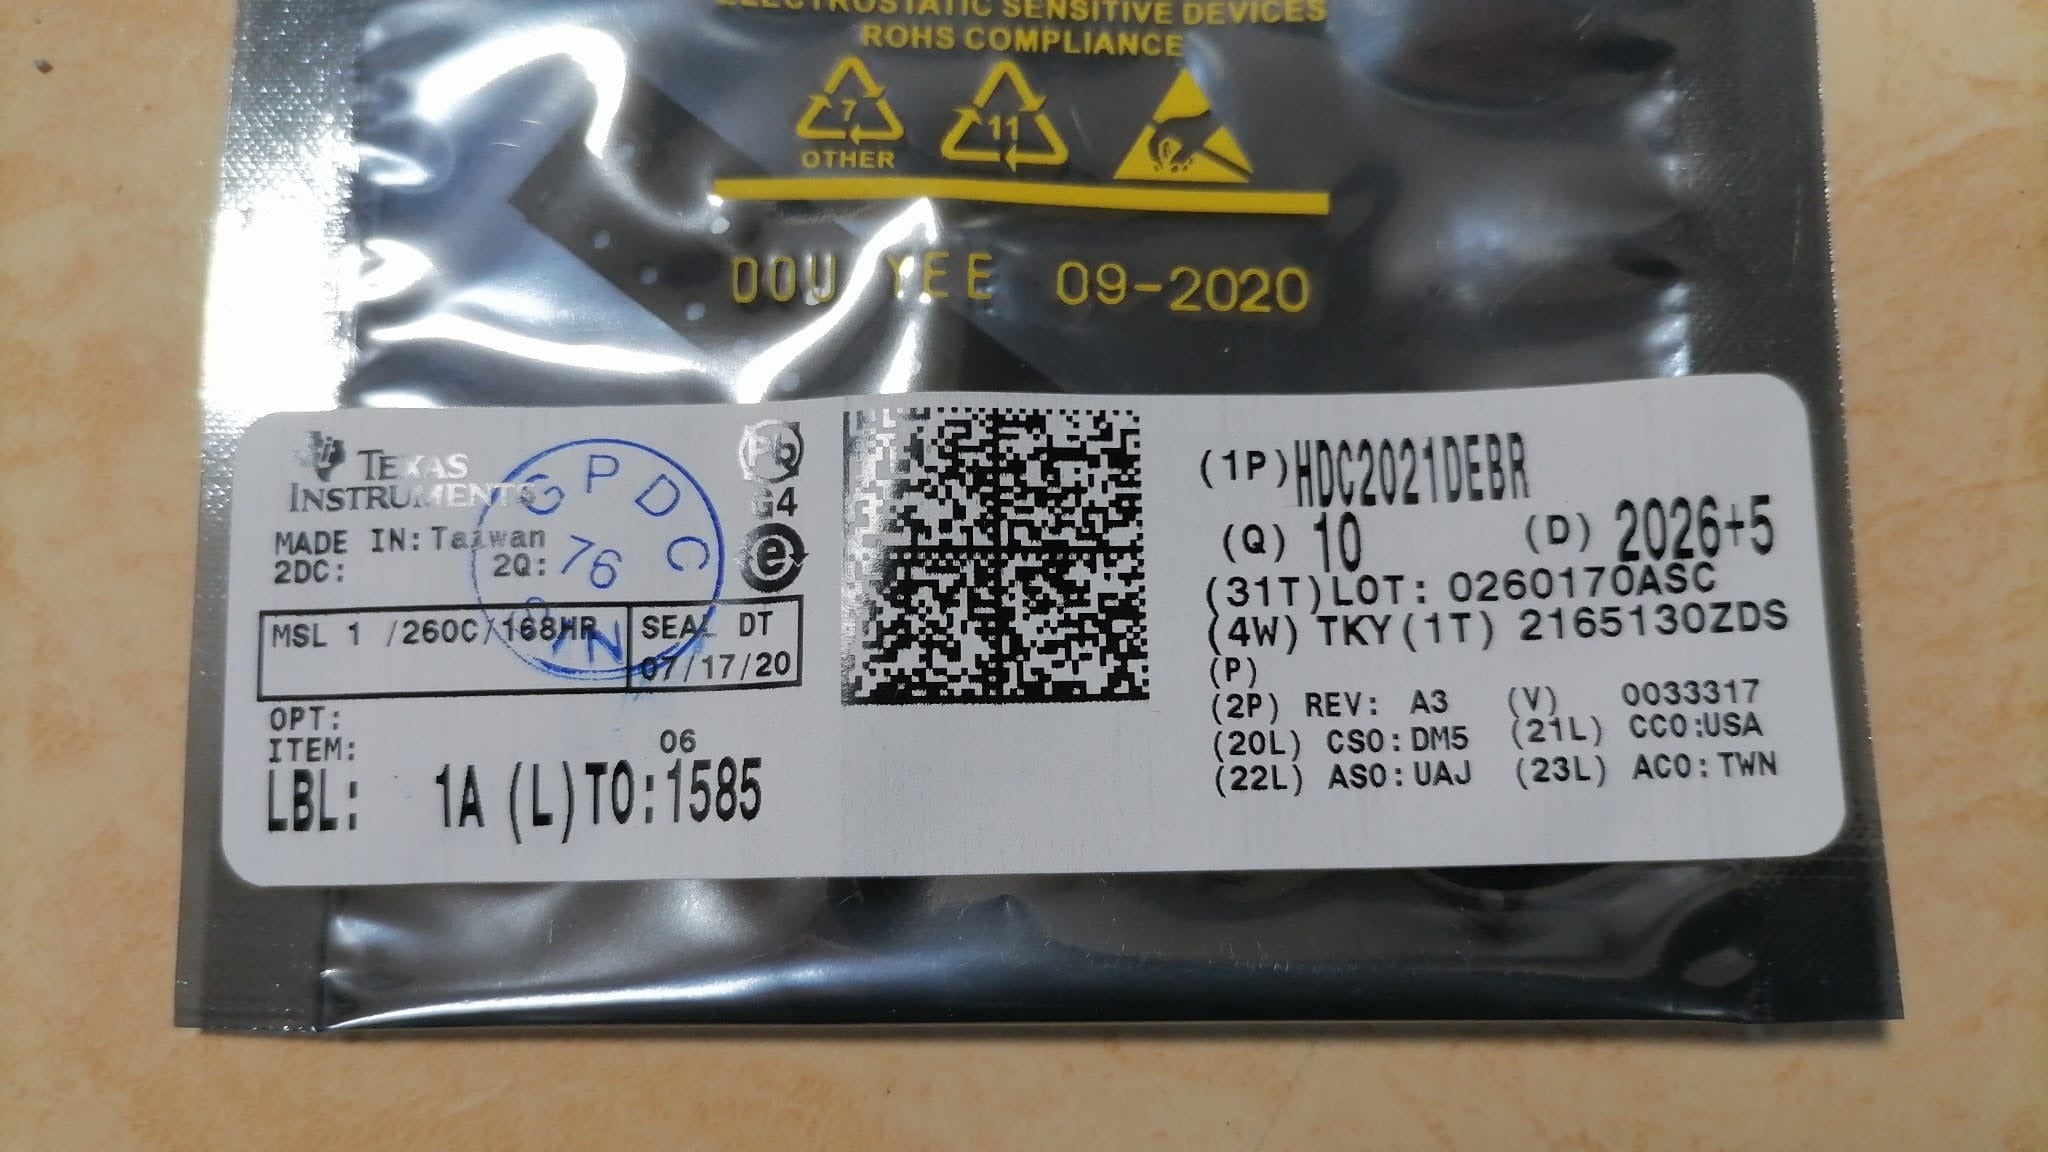 ELECTROSTATIC SENSITIVE DEVICES
ROHS COMPLIANCE
7
11
OTHER
DOU YEE 09-2020
TEXAS
INSTRUMENTS
MADE IN: Taiwan
2DC: 2Q:
GPDC
76
MSL 1 /260C/168HR
SEAL DT
07/17/20
OPT:
ITEM: 06
LBL: 1A (L)TO:1585
Pb
G4
e
(1P) HDC2021DEBR
(Q) 10 (D) 2026+5
(31T)LOT: 0260170ASC
(4W) TKY(1T) 2165130ZDS
(P)
(2P) REV: A3 (V) 0033317
(20L) CSO:DM5 (21L) CCO:USA
(22L) ASO:UAJ (23L) ACO:TWN